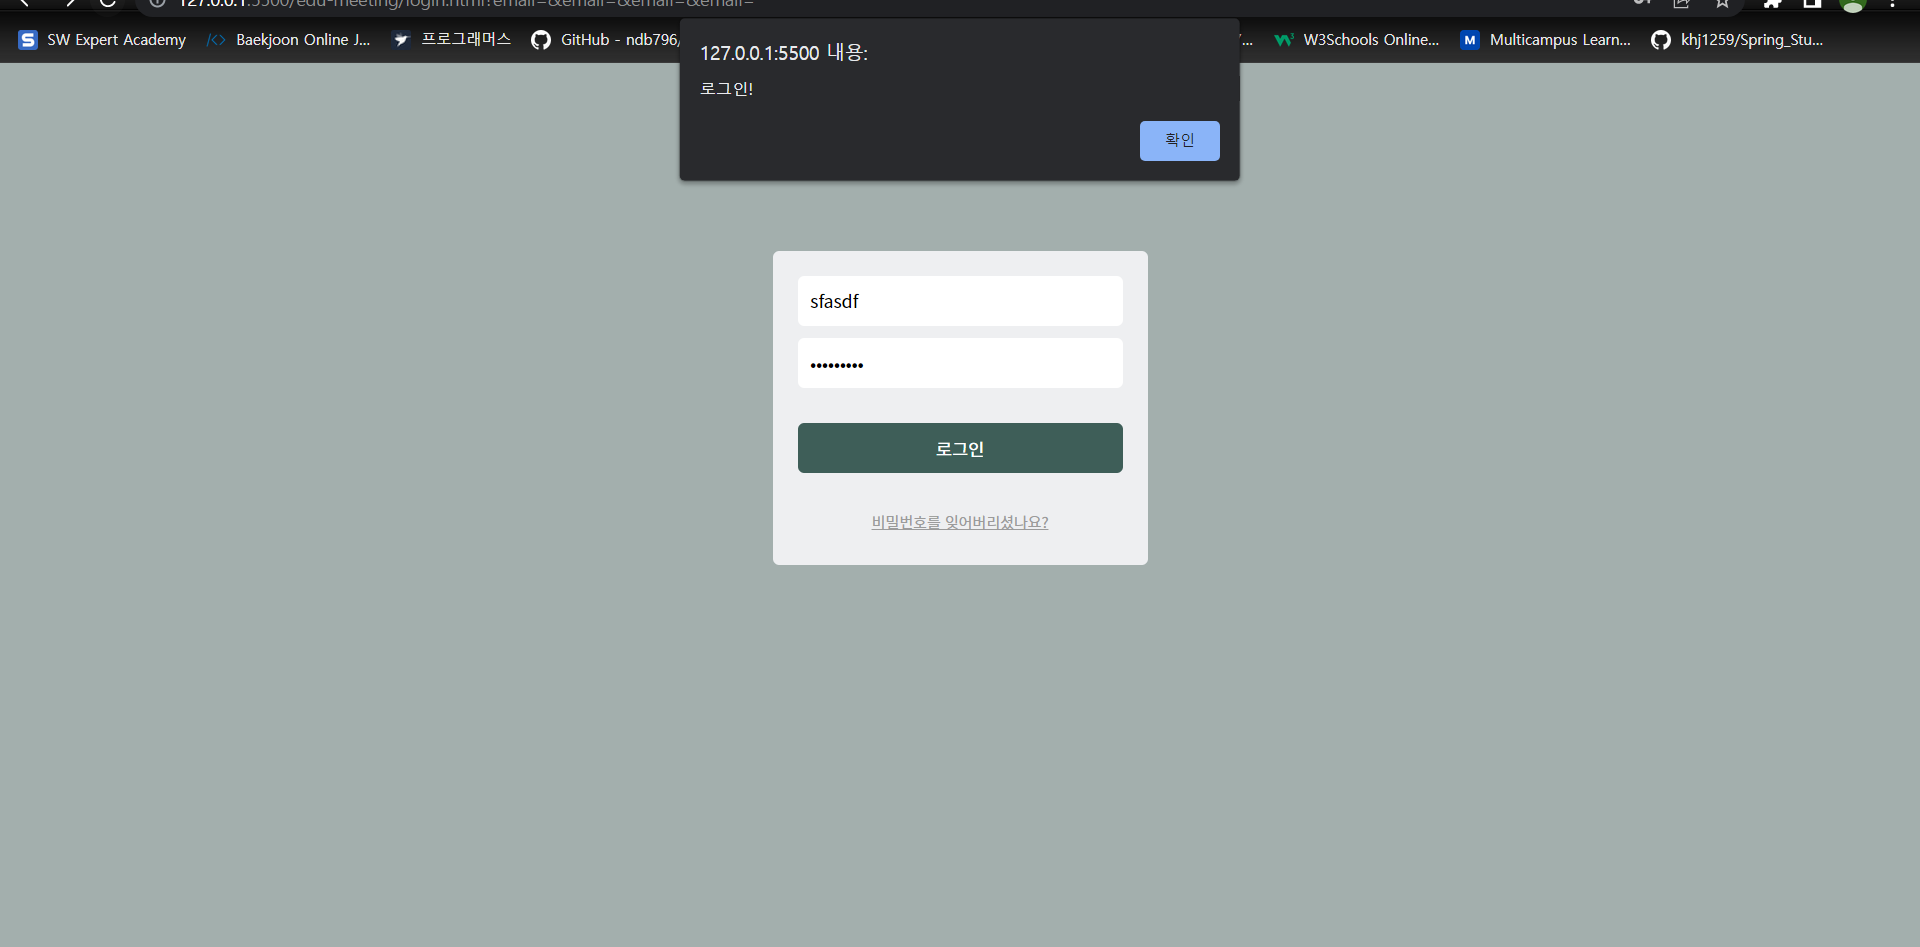 127.0.0.1:5500/edu-meeting/login.html?email=&email=&email=&email=
SW Expert Academy
Baekjoon Online J...
프로그래머스
GitHub - ndb796/
...
W3Schools Online...
Multicampus Learn...
khj1259/Spring_Stu...
127.0.0.1:5500 내용:
로그인!
확인
sfasdf
•••••••••
로그인
비밀번호를 잊어버리셨나요?